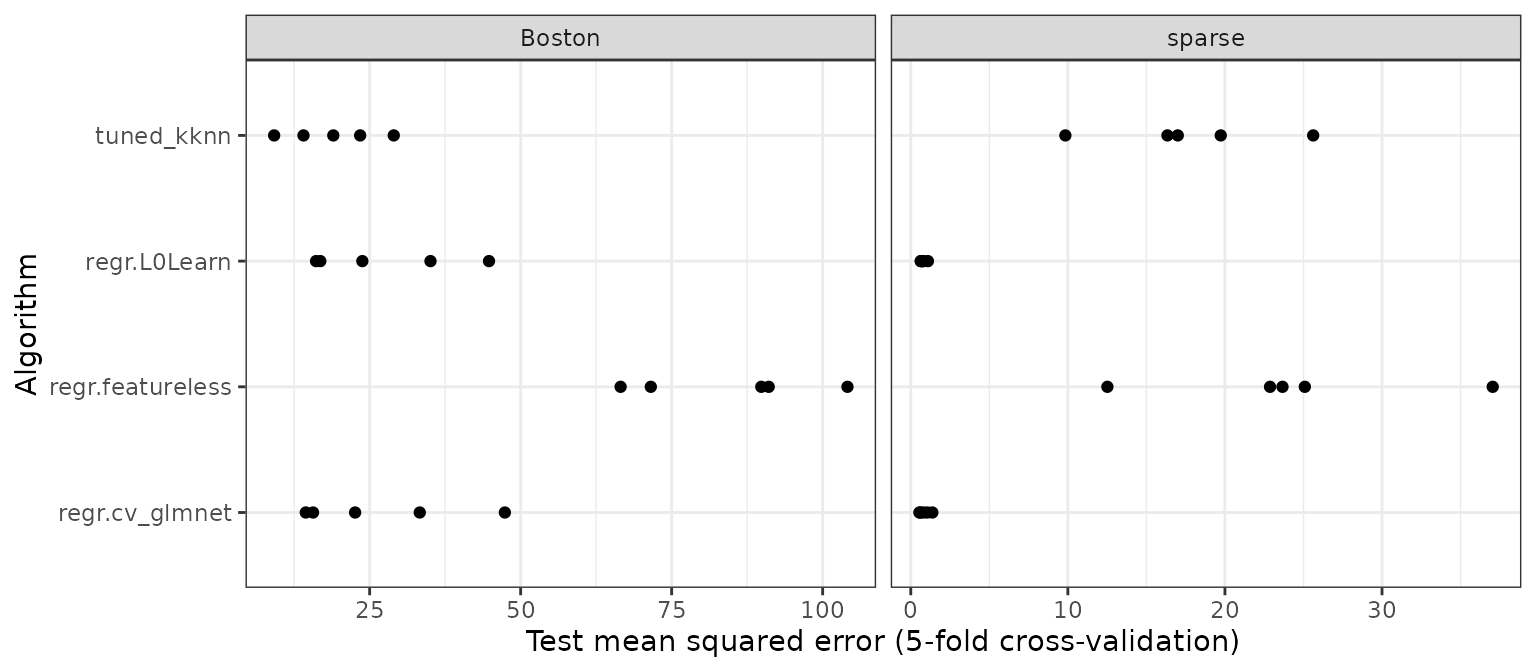 Boston
sparse
tuned_kknn
regr.L0Learn
regr.featureless
regr.cv_glmnet
Algorithm
25 50 75 100
0 10 20 30
Test mean squared error (5-fold cross-validation)